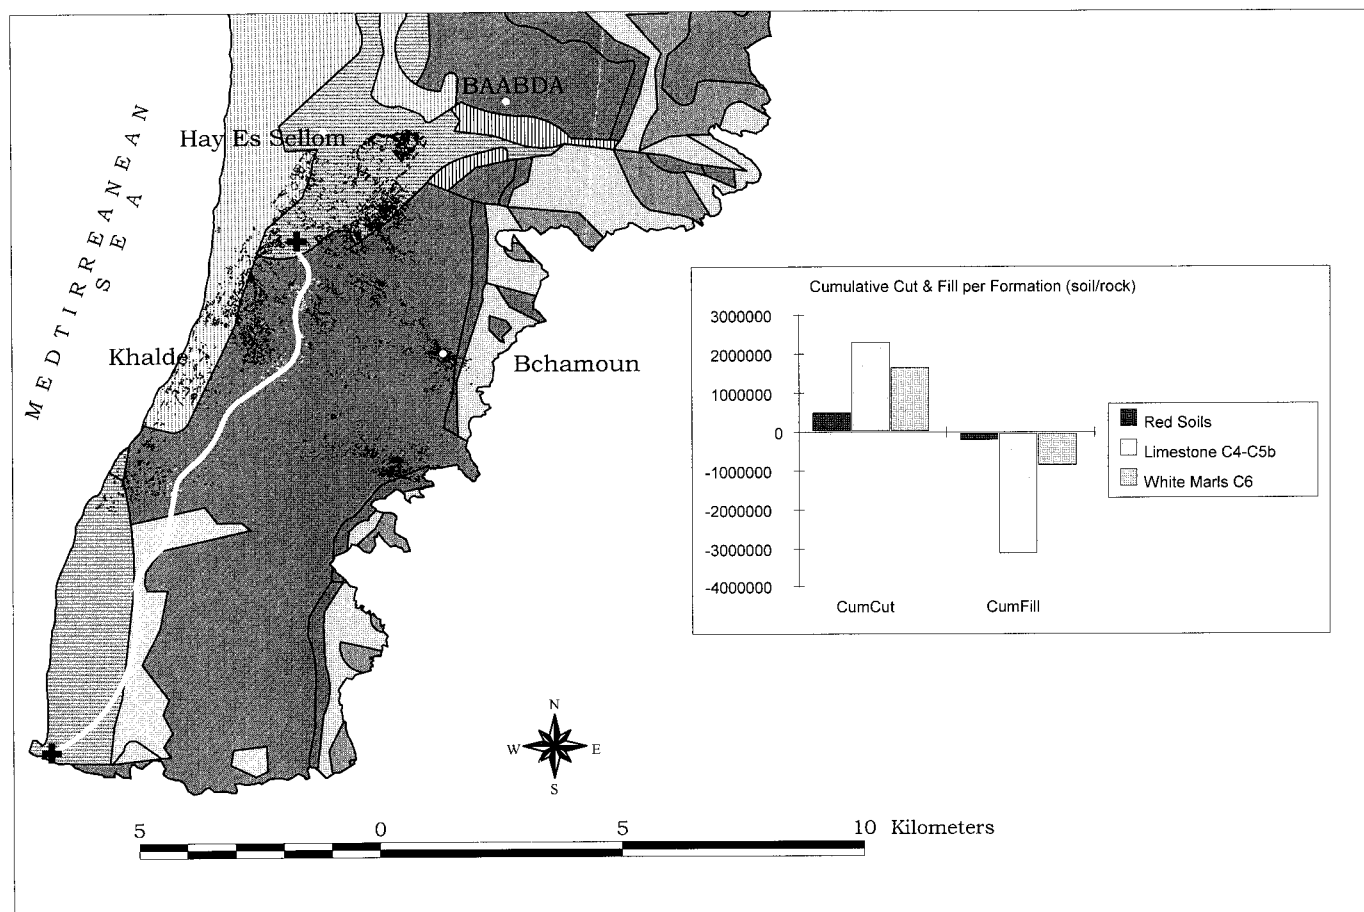 BAABDA
Hay Es Sellom
MEDTIRREANEAN
SEA
Khalde
Bchamoun
Cumulative Cut & Fill per Formation (soil/rock)
3000000
2000000
1000000
0
-1000000
-2000000
-3000000
-4000000
CumCut CumFill
Red Soils
Limestone C4-C5b
White Marls C6
N
W E
S
5 0 5 10 Kilometers